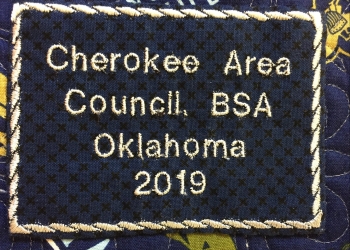 Cherokee Area
Council, BSA
Oklahoma
2019